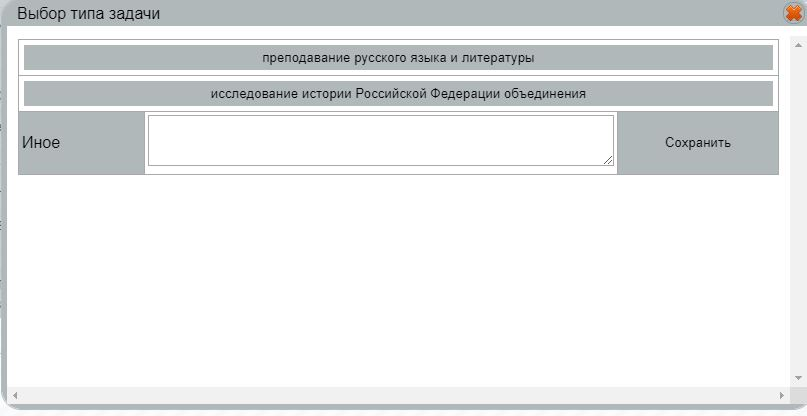 Выбор типа задачи
преподавание русского языка и литературы
исследование истории Российской Федерации объединения
Иное
Сохранить